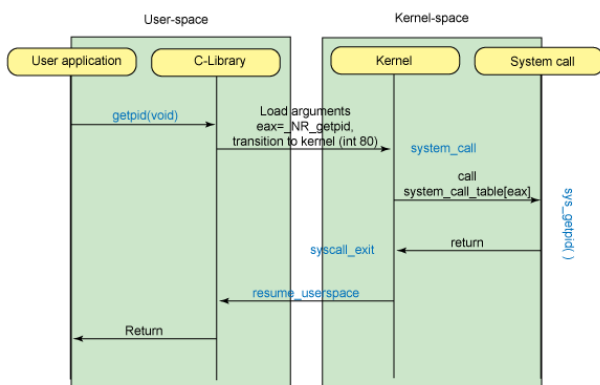 User-space
Kernel-space
User application
C-Library
Kernel
System call
getpid(void)
Load arguments
eax=_NR_getpid,
transition to kernel (int 80)
system_call
call
system_call_table[eax]
sys_getpid( )
syscall_exit
return
resume_userspace
Return